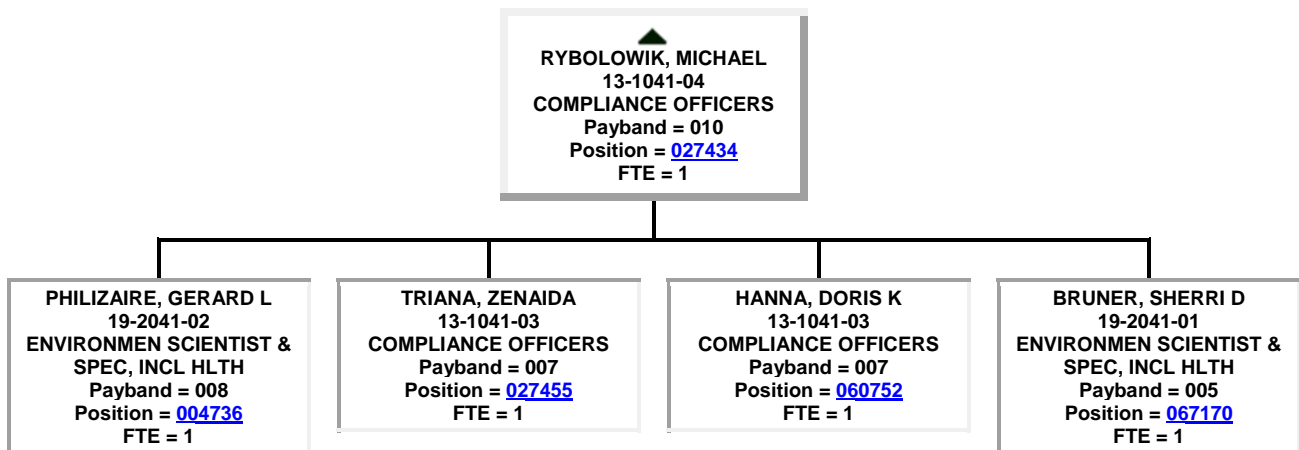 RYBOLOWIK, MICHAEL
13-1041-04
COMPLIANCE OFFICERS
Payband = 010
Position = 027434
FTE = 1
PHILIZAIRE, GERARD L
19-2041-02
ENVIRONMEN SCIENTIST &
SPEC, INCL HLTH
Payband = 008
Position = 004736
FTE = 1
TRIANA, ZENAIDA
13-1041-03
COMPLIANCE OFFICERS
Payband = 007
Position = 027455
FTE = 1
HANNA, DORIS K
13-1041-03
COMPLIANCE OFFICERS
Payband = 007
Position = 060752
FTE = 1
BRUNER, SHERRI D
19-2041-01
ENVIRONMEN SCIENTIST &
SPEC, INCL HLTH
Payband = 005
Position = 067170
FTE = 1